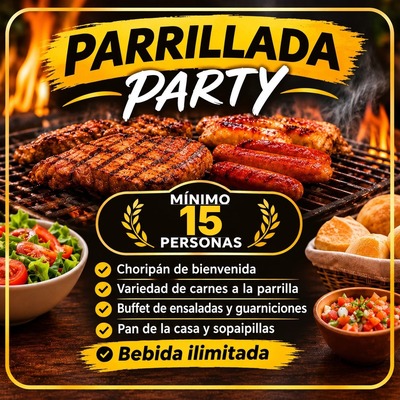 PARRILLADA
PARTY
MÍNIMO
15
PERSONAS
Choripán de bienvenida
Variedad de carnes a la parrilla
Buffet de ensaladas y guarniciones
Pan de la casa y sopaipillas
Bebida ilimitada